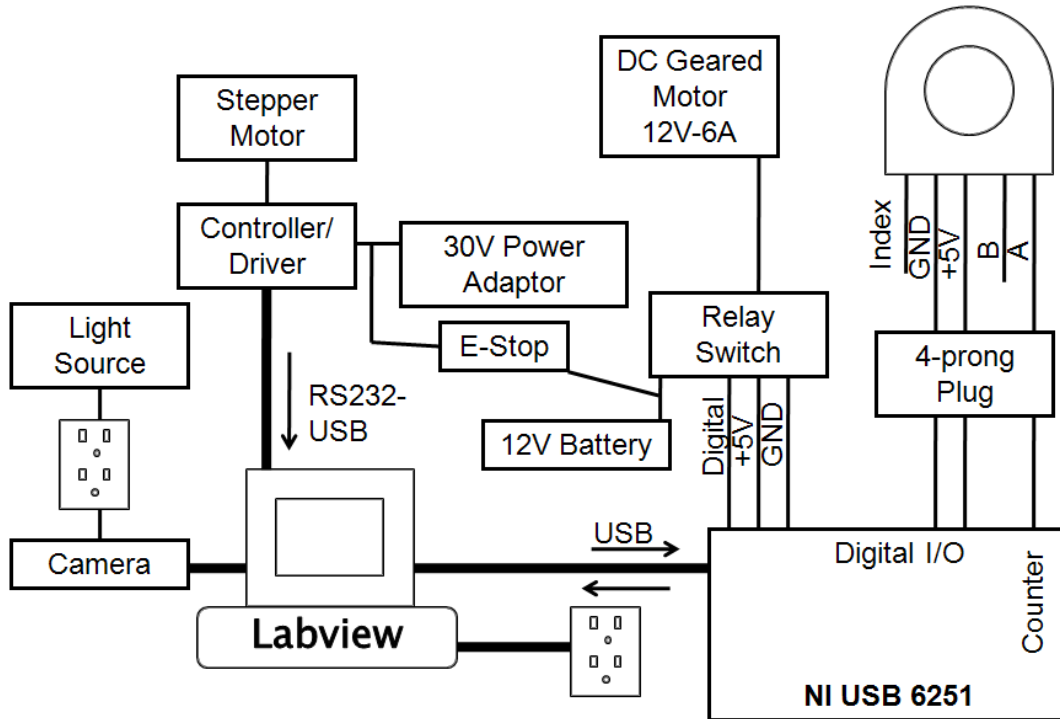 DC Geared
Motor
12V-6A
Stepper
Motor
Controller/
Driver
30V Power
Adaptor
Index
GND
+5V
B
A
Light
Source
E-Stop
Relay
Switch
4-prong
Plug
RS232-
USB
12V Battery
Digital
+5V
GND
Camera
USB
Digital I/O
Counter
Labview
NI USB 6251